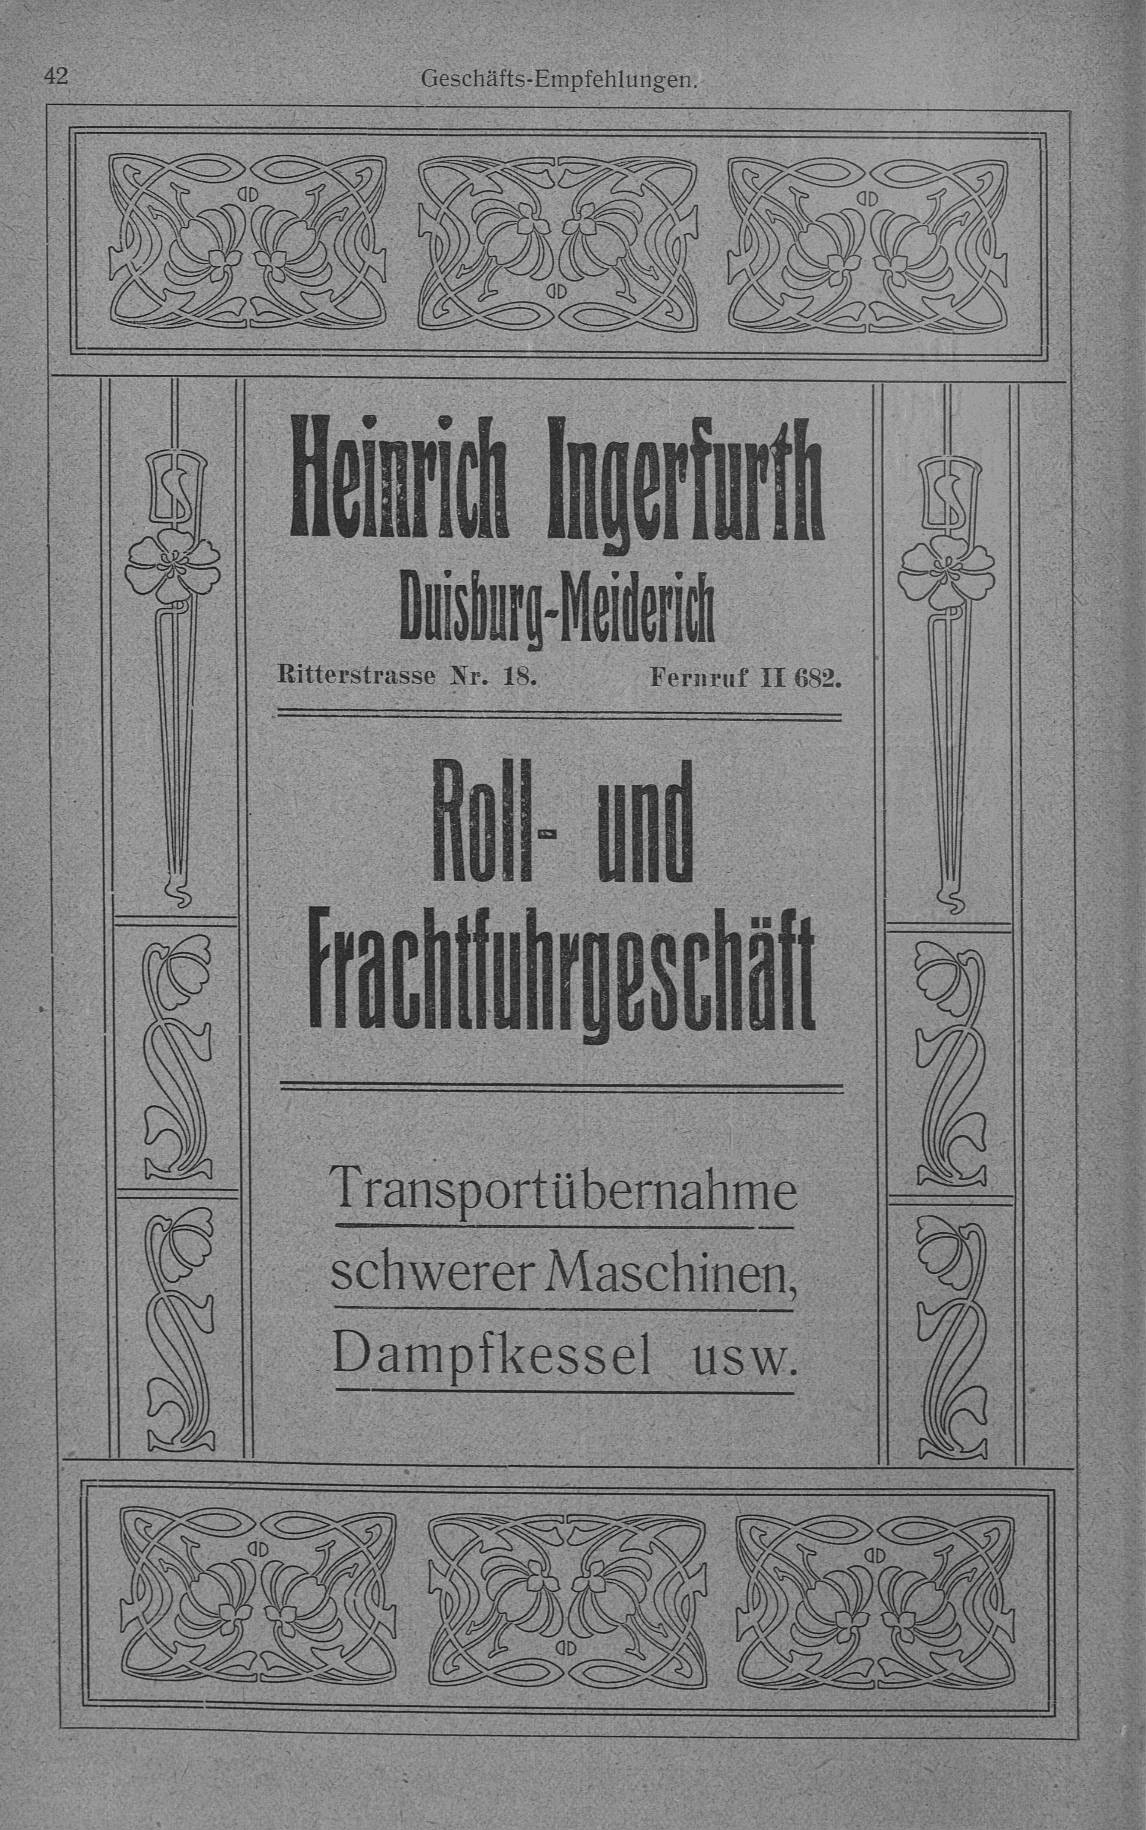 42
Geschäfts-Empfehlungen.
Heinrich Ingerfurth
Duisburg-Meiderich
Ritterstrasse Nr. 18. Fernruf II 682.
Roll- und
Frachtfuhrgeschäft
Transportübernahme
schwerer Maschinen,
Dampfkessel usw.